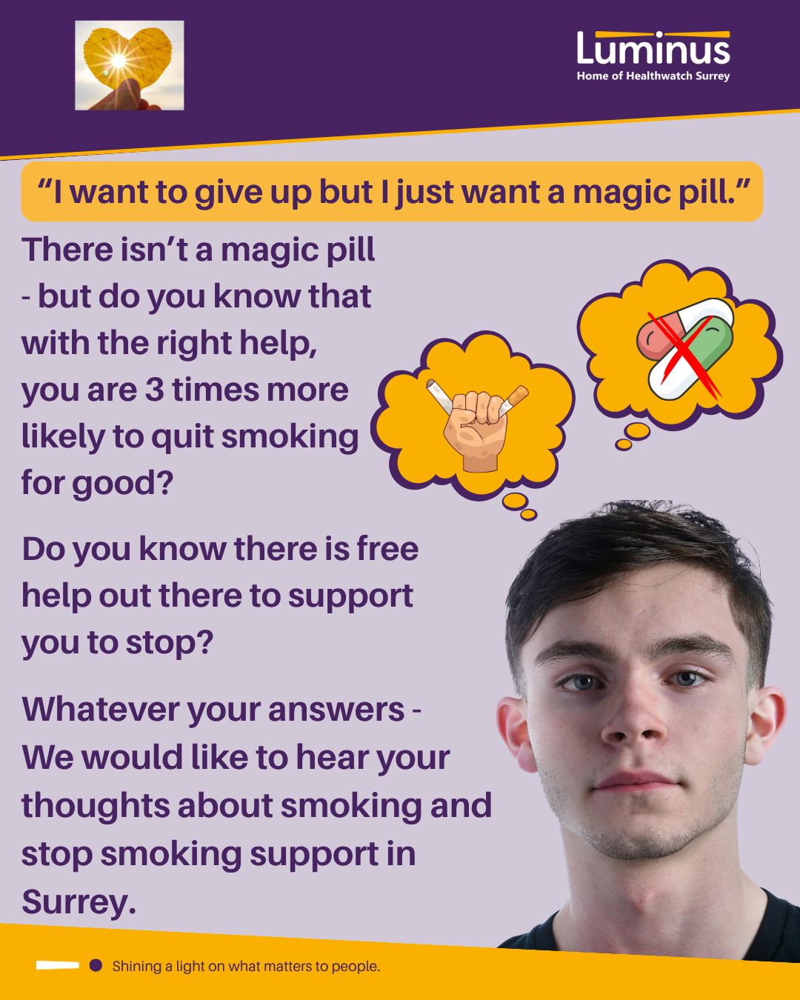 Luminus
Home of Healthwatch Surrey
“I want to give up but I just want a magic pill.”
There isn’t a magic pill
- but do you know that
with the right help,
you are 3 times more
likely to quit smoking
for good?
Do you know there is free
help out there to support
you to stop?
Whatever your answers -
We would like to hear your
thoughts about smoking and
stop smoking support in
Surrey.
Shining a light on what matters to people.